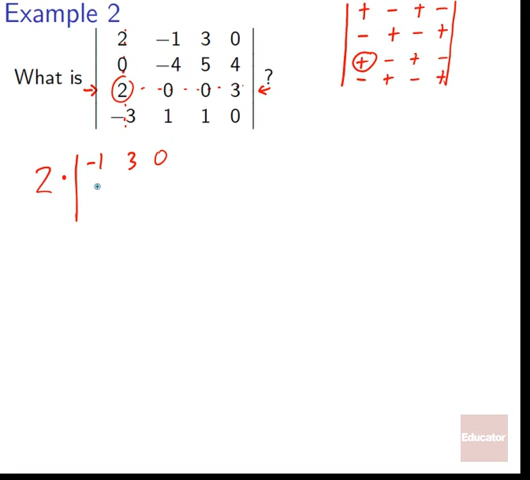 Example 2
2 −1 3 0
0 −4 5 4
What is
2 0 0 3
?
−3 1 1 0
+ − + −
− + − +
+ − + −
− + − +
2 · | -1 3 0
Educator